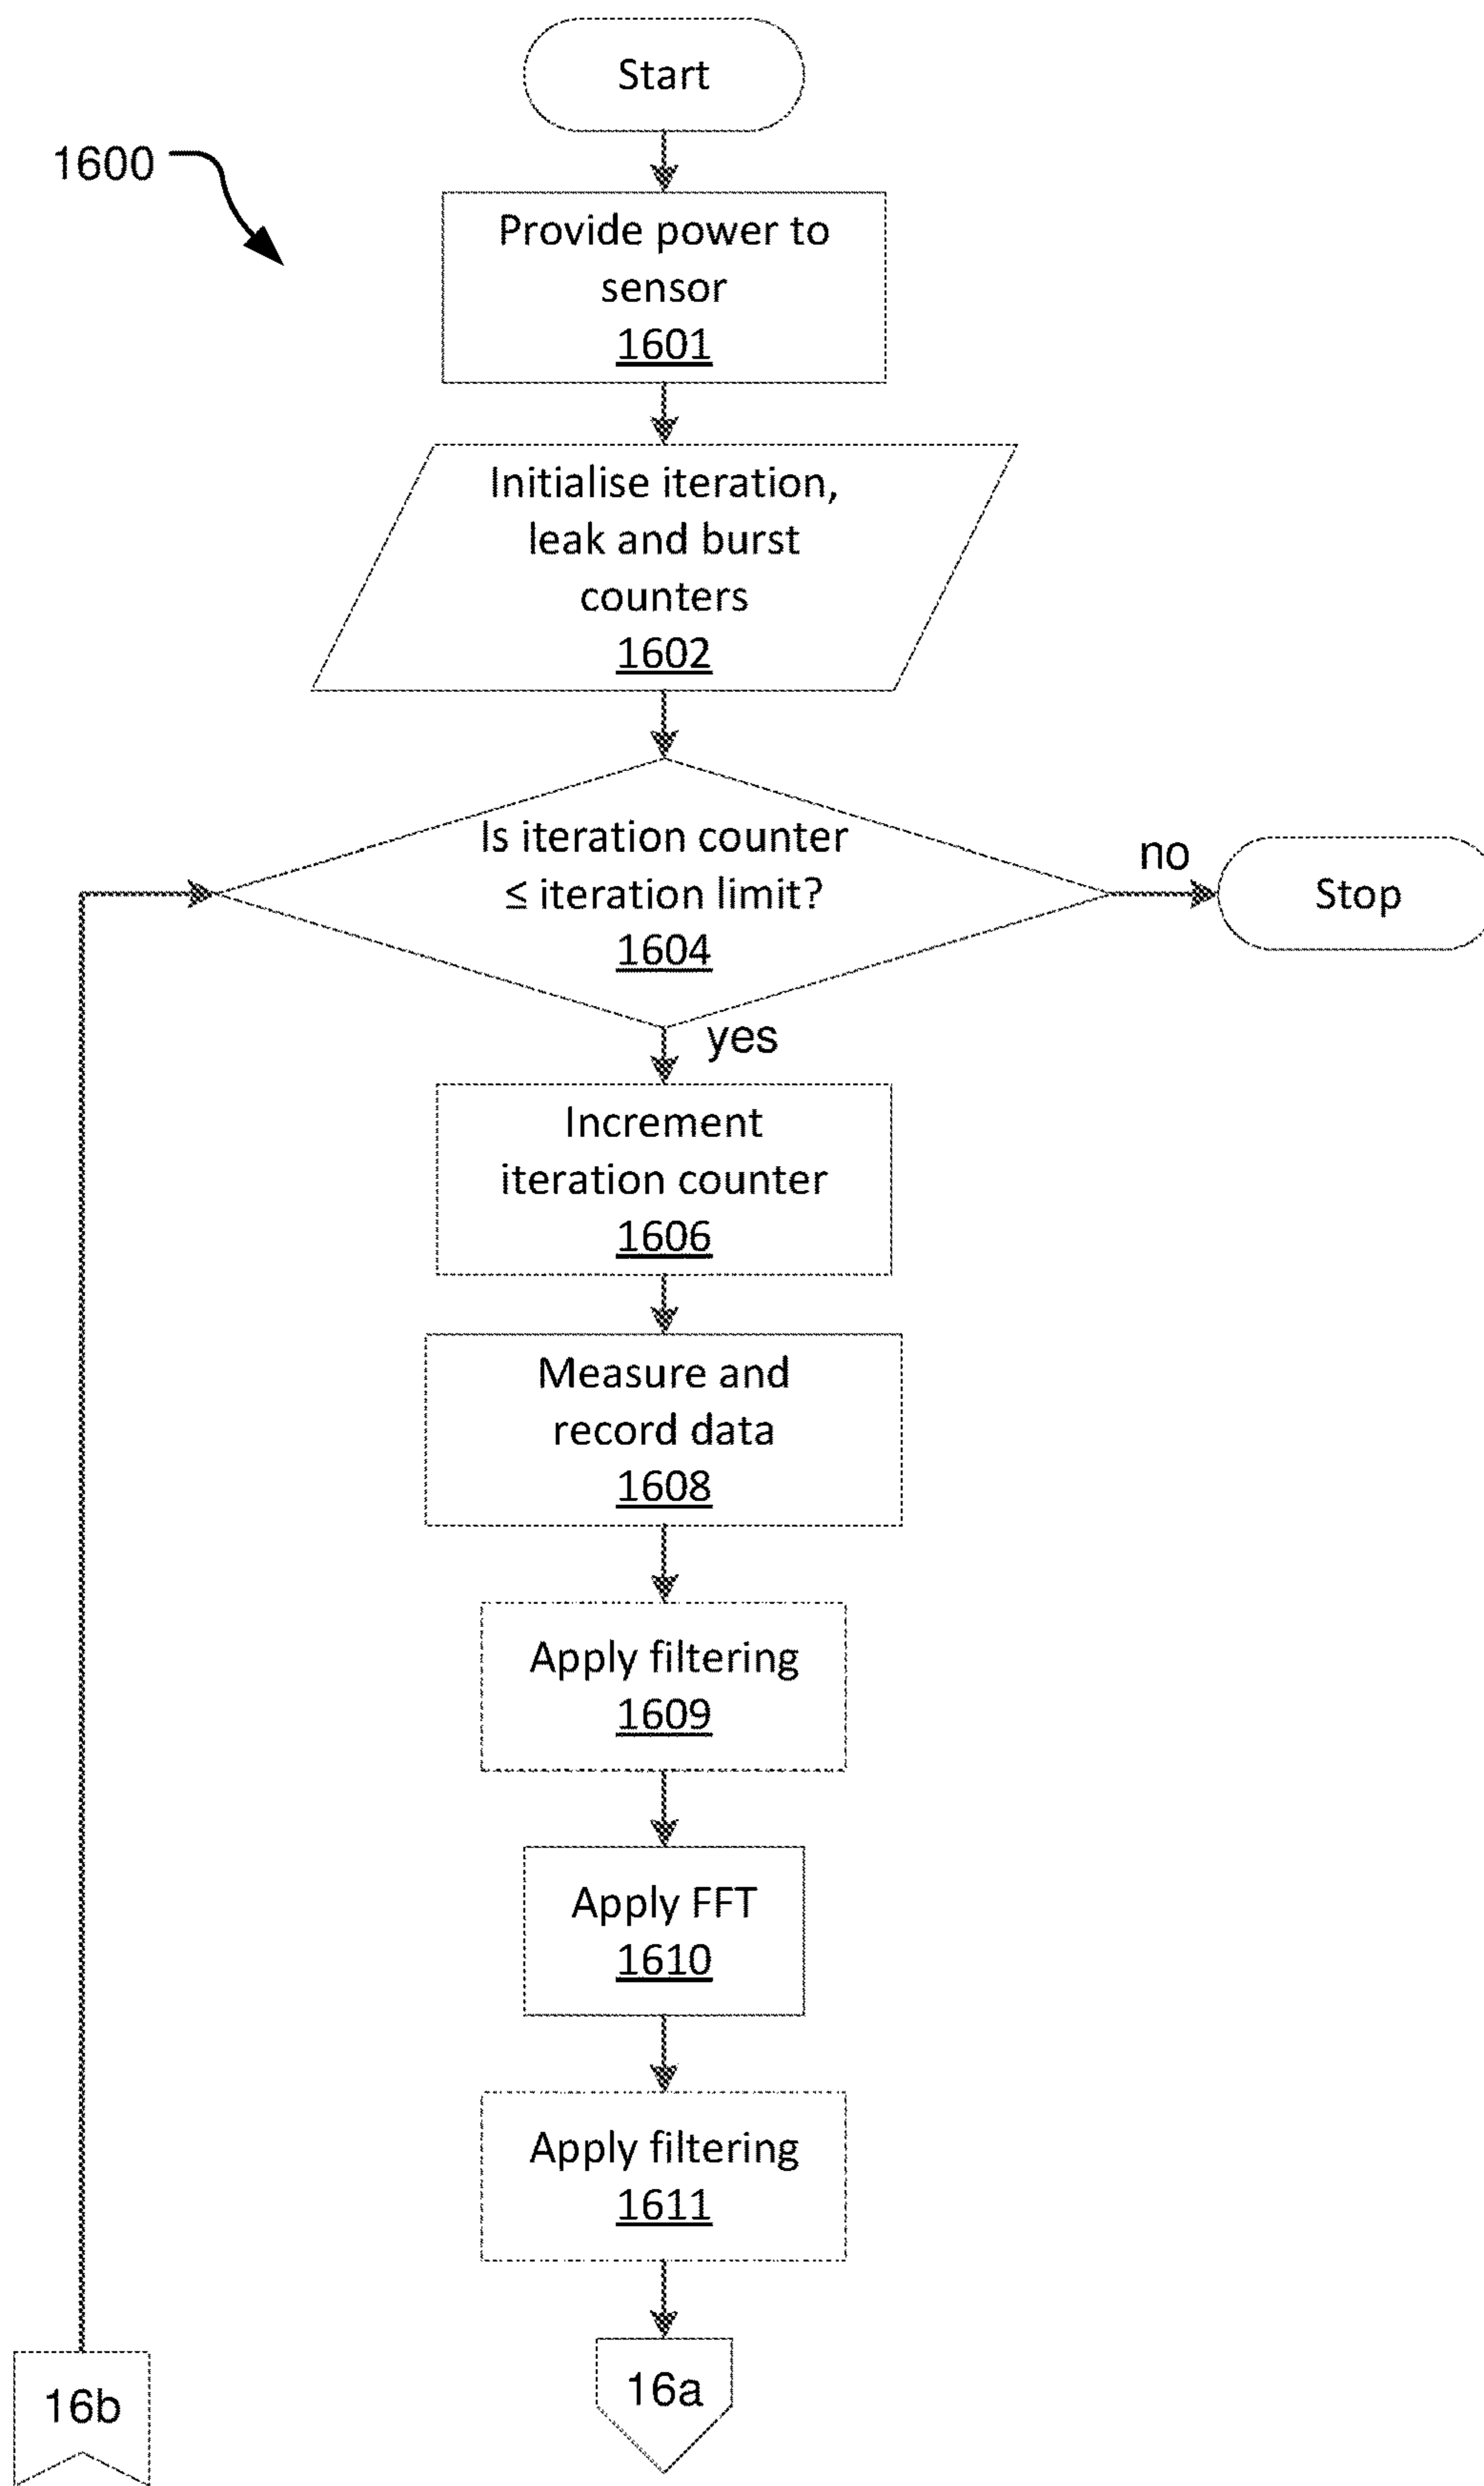 Start
1600
Provide power to
sensor
1601
Initialise iteration,
leak and burst
counters
1602
Is iteration counter
≤ iteration limit?
1604
no
Stop
yes
Increment
iteration counter
1606
Measure and
record data
1608
Apply filtering
1609
Apply FFT
1610
Apply filtering
1611
16b
16a